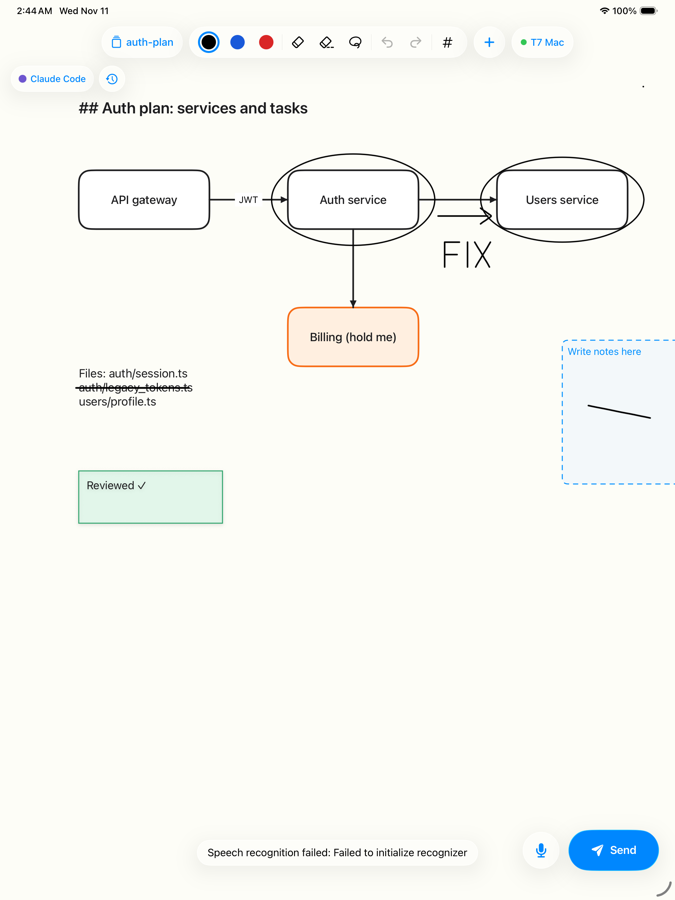 2:44 AM Wed Nov 11
100%
auth-plan
#
+
T7 Mac
Claude Code
## Auth plan: services and tasks
API gateway
JWT
Auth service
Users service
FIX
Billing (hold me)
Write notes here
Files: auth/session.ts
auth/legacy_tokens.ts
users/profile.ts
Reviewed ✓
Speech recognition failed: Failed to initialize recognizer
Send